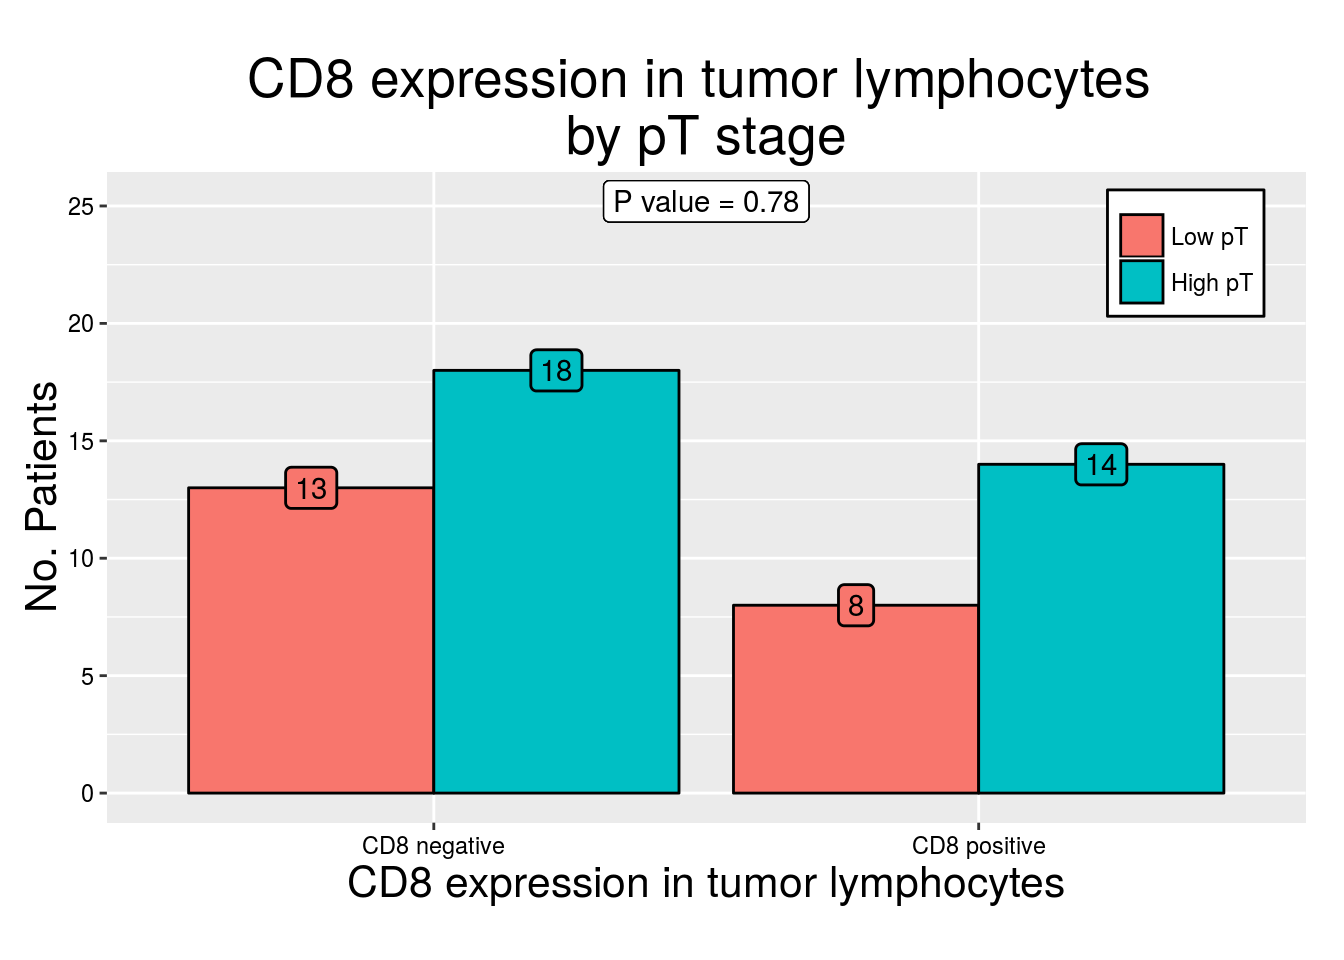 CD8 expression in tumor lymphocytes
by pT stage
P value = 0.78
Low pT
High pT
No. Patients
25
20
15
10
5
0
13
18
8
14
CD8 negative
CD8 positive
CD8 expression in tumor lymphocytes